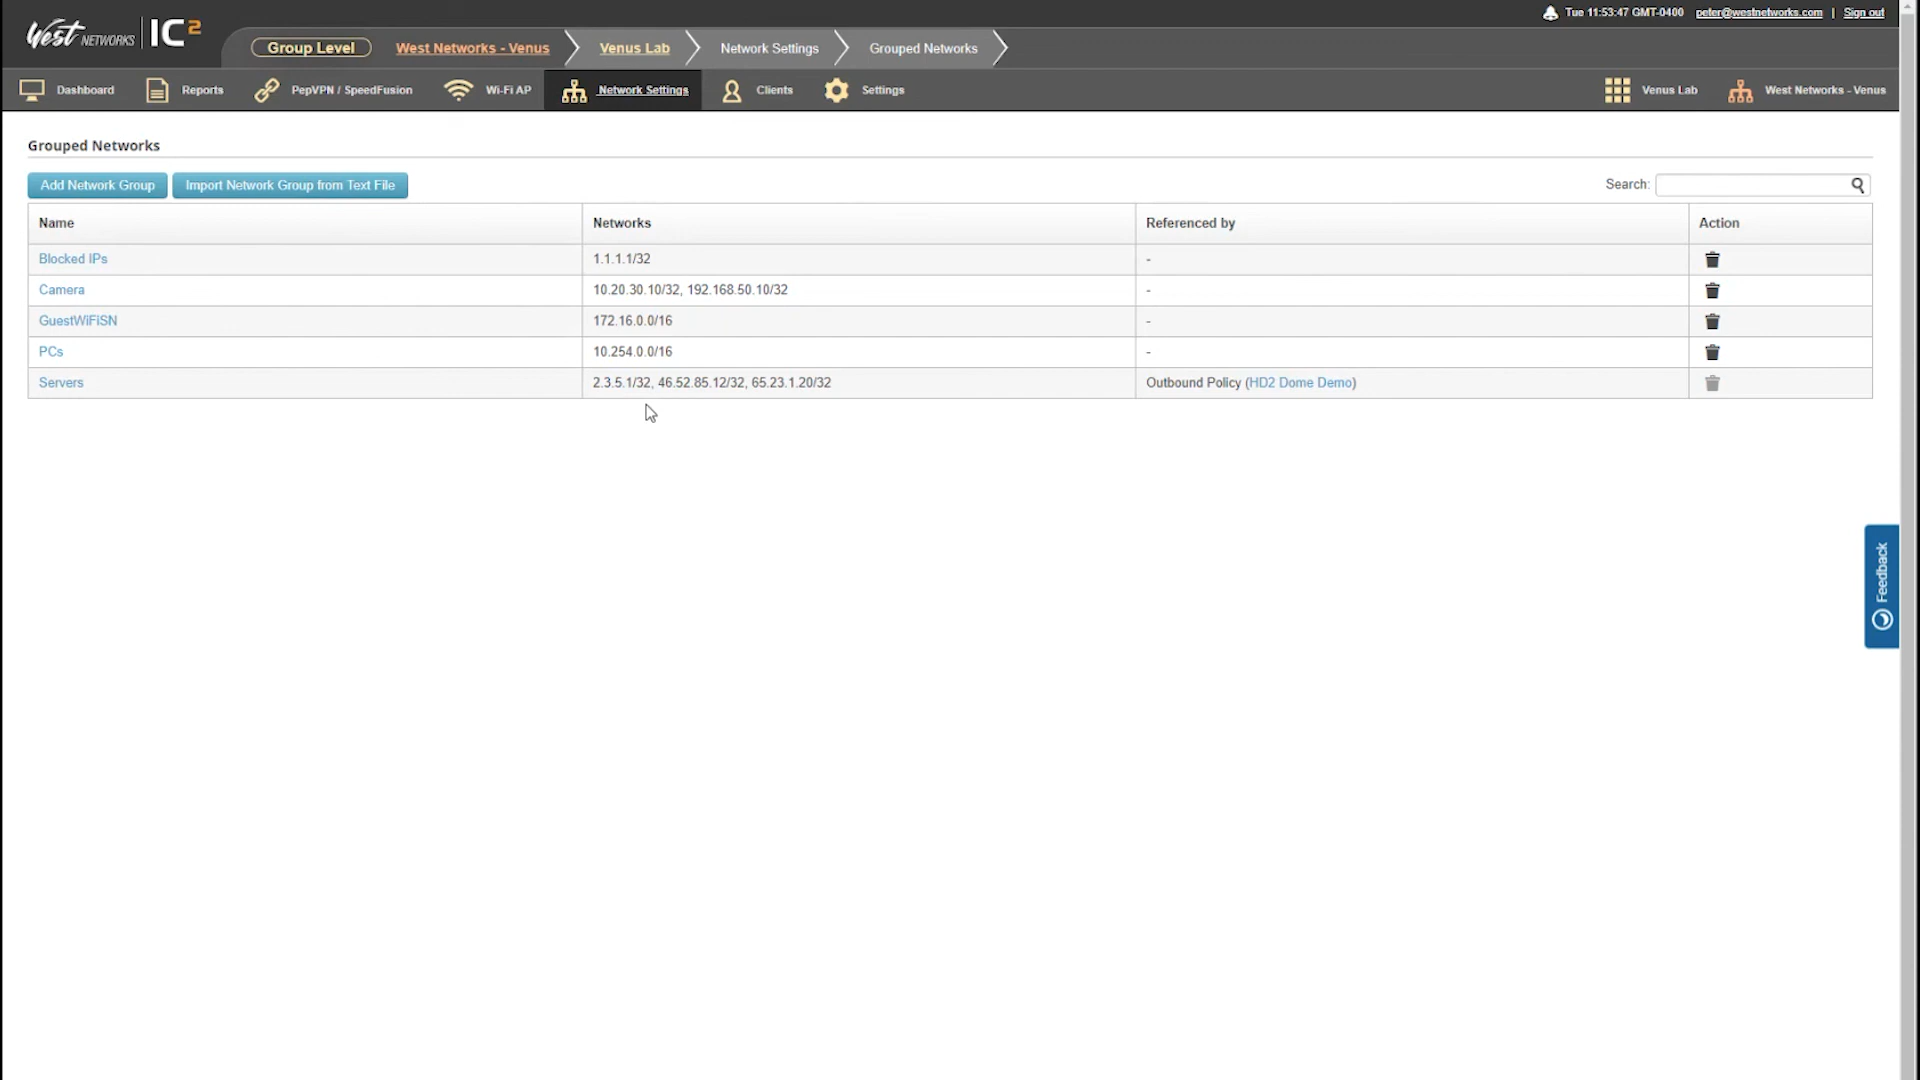 Tue 11:53:47 GMT-0400 peter@westnetworks.com | Sign out
West NETWORKS IC2
Group Level West Networks - Venus Venus Lab Network Settings Grouped Networks
Dashboard Reports PepVPN / SpeedFusion Wi-Fi AP Network Settings Clients Settings Venus Lab West Networks - Venus
Grouped Networks
Add Network Group Import Network Group from Text File Search:
Name Networks Referenced by Action
Blocked IPs 1.1.1.1/32 -
Camera 10.20.30.10/32, 192.168.50.10/32 -
GuestWiFiSN 172.16.0.0/16 -
PCs 10.254.0.0/16 -
Servers 2.3.5.1/32, 46.52.85.12/32, 65.23.1.20/32 Outbound Policy (HD2 Dome Demo)
Feedback